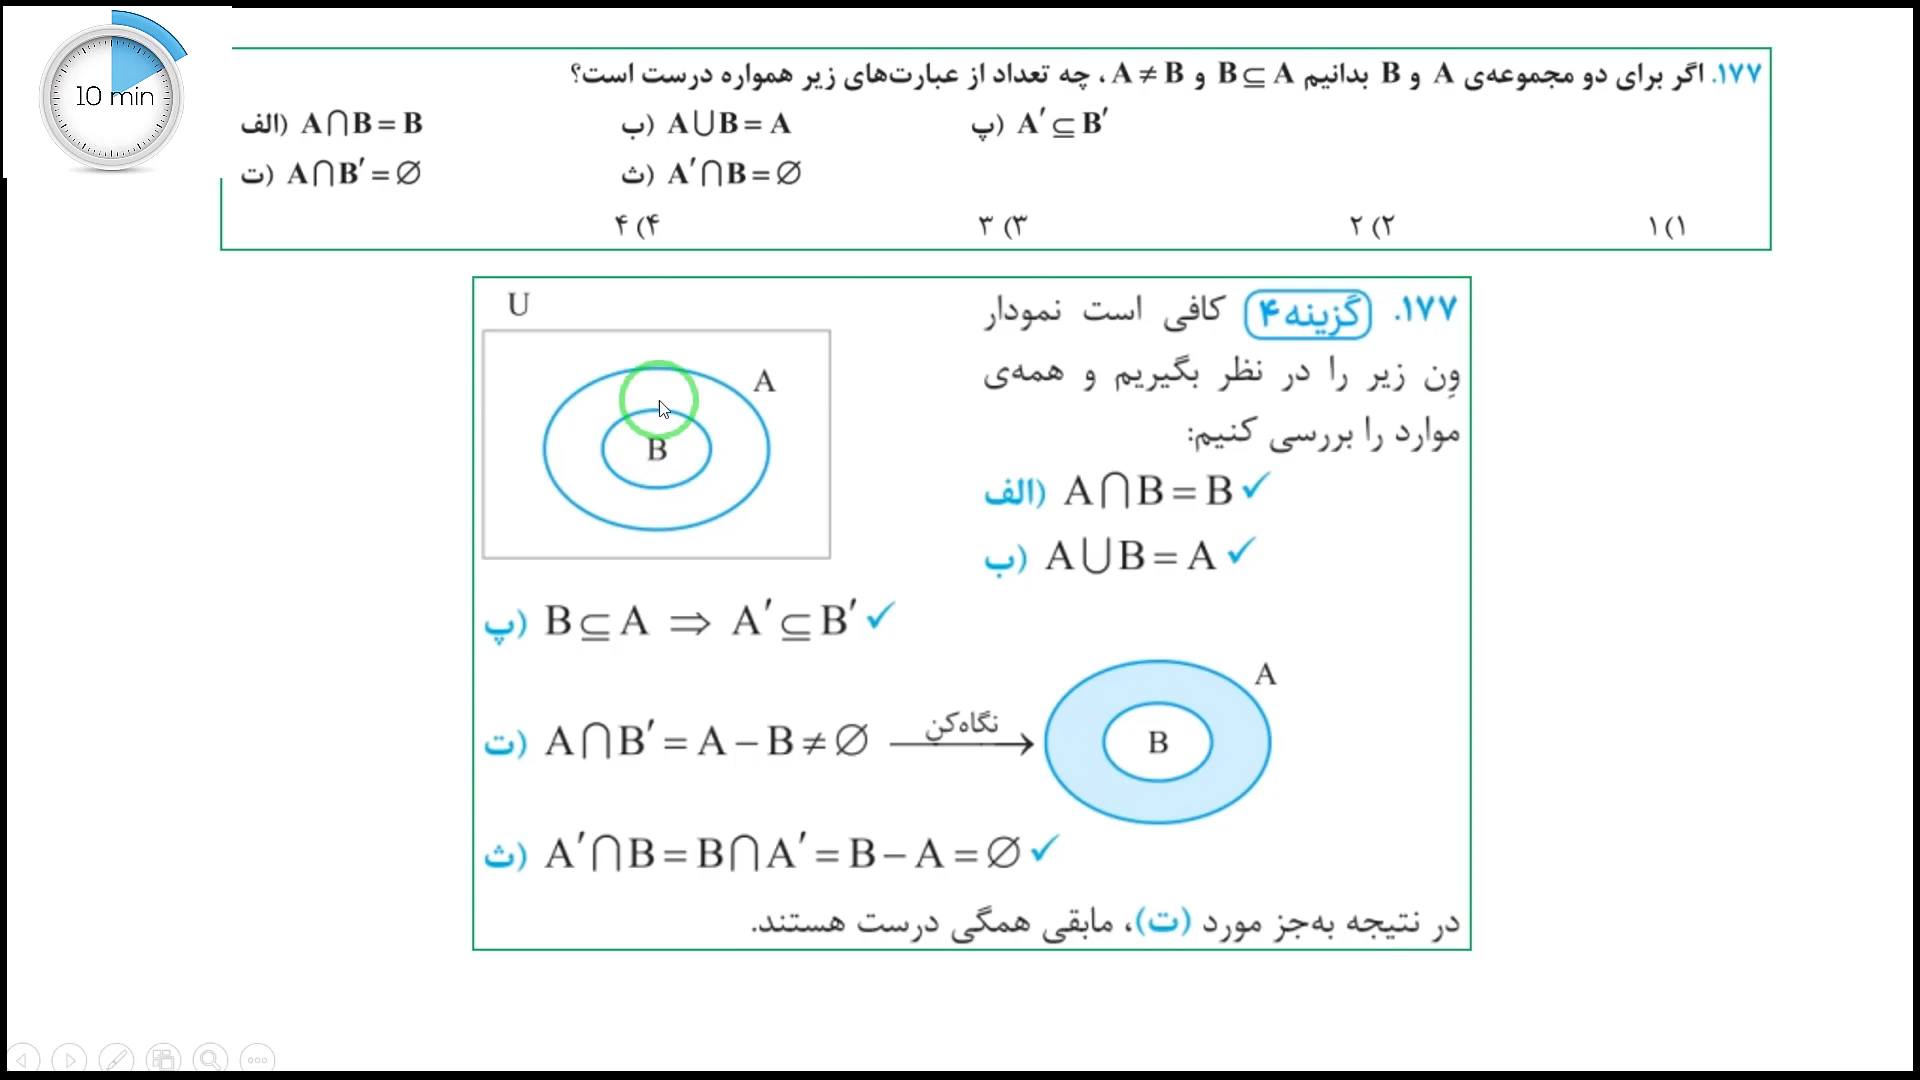 10 min
۱۷۷. اگر برای دو مجموعه‌ی A و B بدانیم B ⊆ A و A ≠ B، چه تعداد از عبارت‌های زیر همواره درست است؟
الف) A∩B = B ب) A∪B = A پ) A′ ⊆ B′
ت) A∩B′ = ∅ ث) A′∩B = ∅
۱) ۱ ۲) ۲ ۳) ۳ ۴) ۴
۱۷۷. گزینه ۴ کافی است نمودار
وِن زیر را در نظر بگیریم و همه‌ی
موارد را بررسی کنیم:
U
A
B
الف) A∩B = B ✓
ب) A∪B = A ✓
پ) B ⊆ A ⇒ A′ ⊆ B′ ✓
ت) A∩B′ = A − B ≠ ∅ نگاه‌کن →
A
B
ث) A′∩B = B∩A′ = B − A = ∅ ✓
در نتیجه به‌جز مورد (ت)، مابقی همگی درست هستند.